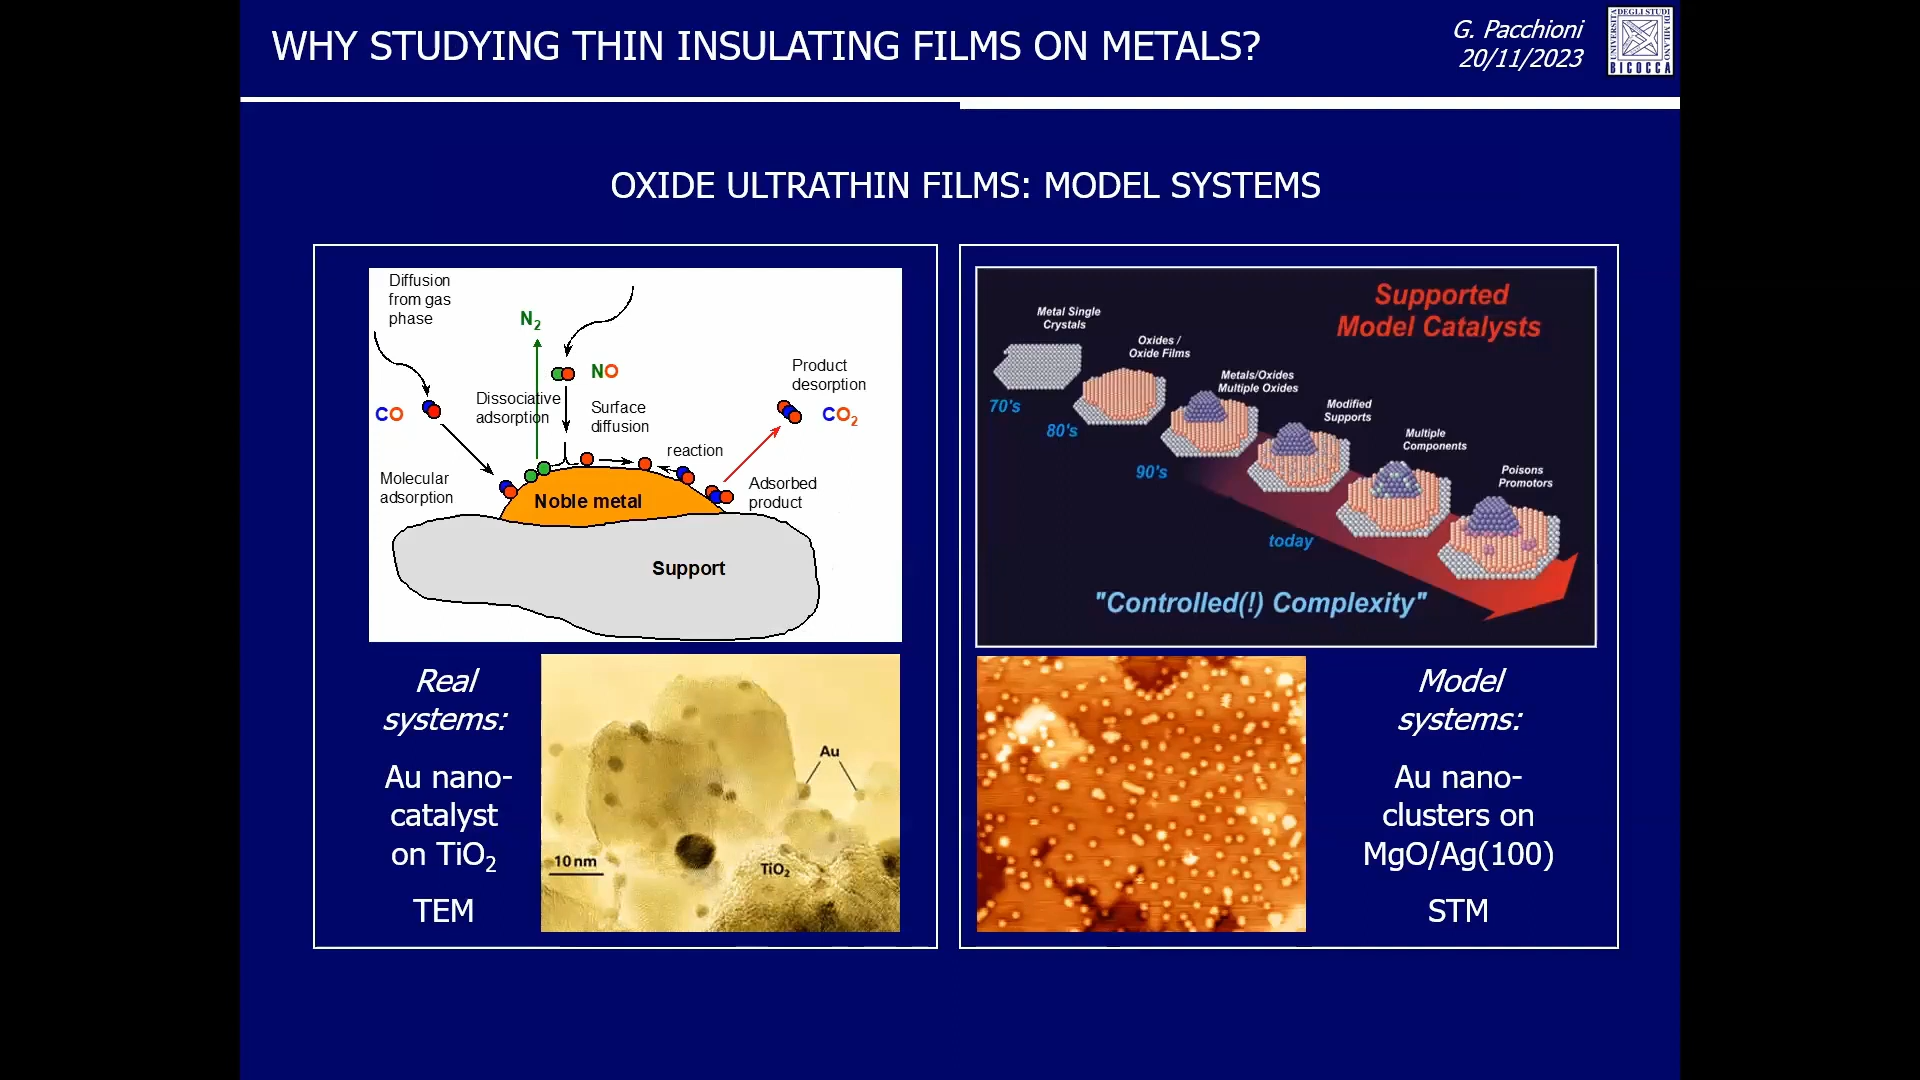 WHY STUDYING THIN INSULATING FILMS ON METALS?
G. Pacchioni
20/11/2023
UNIVERSITÀ
DEGLI STUDI
DI MILANO
BICOCCA
OXIDE ULTRATHIN FILMS: MODEL SYSTEMS
Diffusion
from gas
phase
N2
NO
CO
Dissociative
adsorption
Surface
diffusion
Product
desorption
CO2
reaction
Molecular
adsorption
Adsorbed
product
Noble metal
Support
Real
systems:
Au nano-
catalyst
on TiO2
TEM
Au
10 nm
TiO2
Supported
Model Catalysts
Metal Single
Crystals
Oxides /
Oxide Films
Metals/Oxides
Multiple Oxides
Modified
Supports
Multiple
Components
Poisons
Promotors
70's
80's
90's
today
"Controlled(!) Complexity"
Model
systems:
Au nano-
clusters on
MgO/Ag(100)
STM